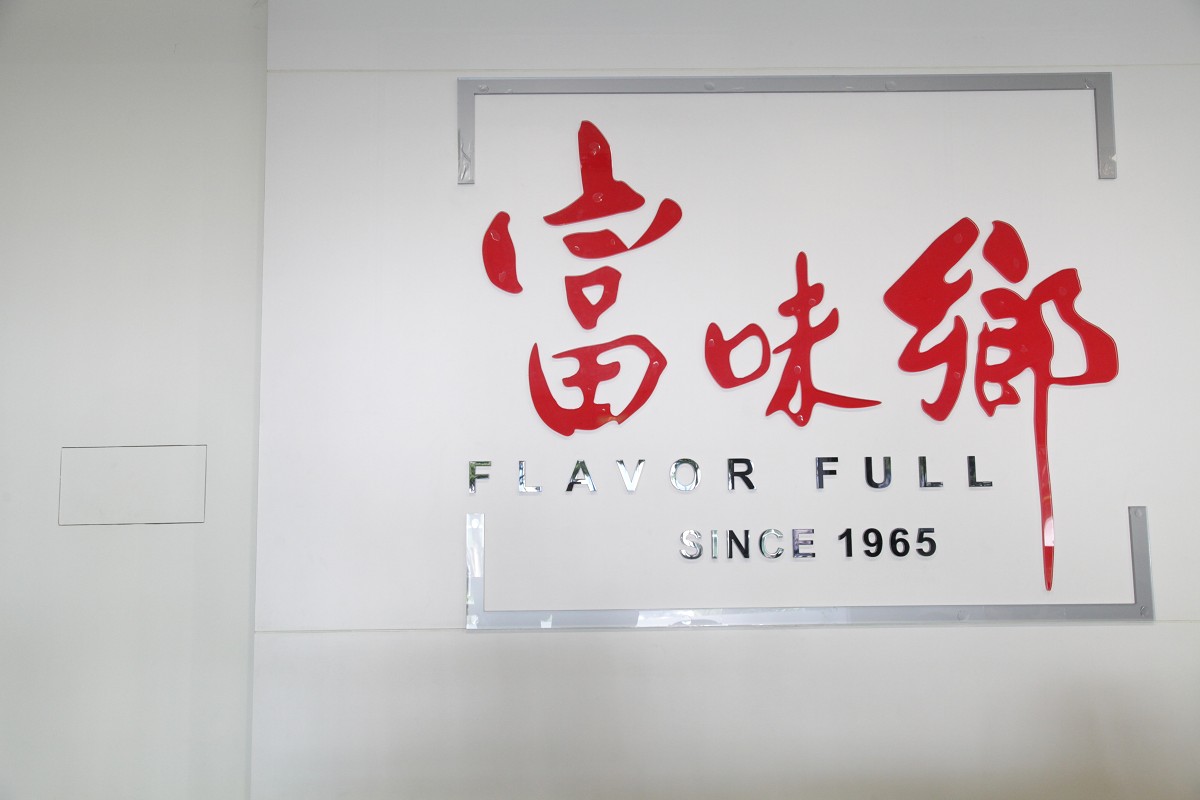 富味鄉
FLAVOR FULL
SINCE 1965